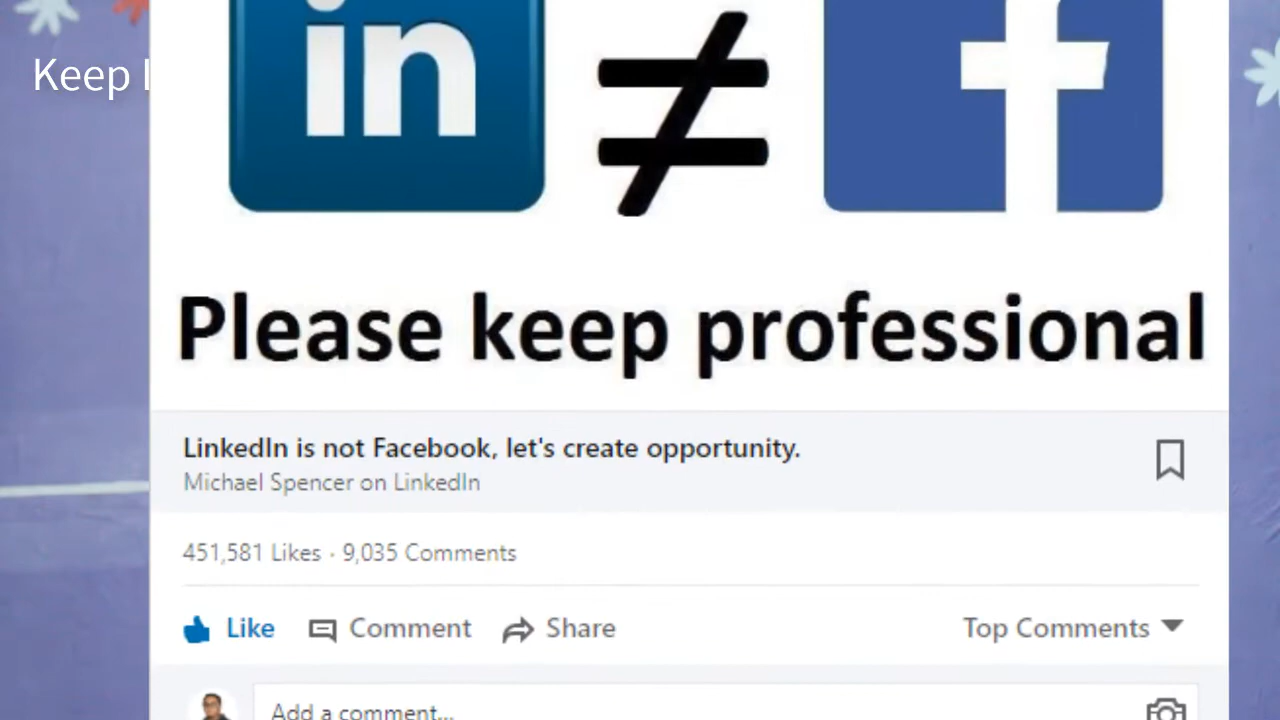 Keep
in ≠ f
Please keep professional
LinkedIn is not Facebook, let's create opportunity.
Michael Spencer on LinkedIn
451,581 Likes · 9,035 Comments
Like Comment Share Top Comments
Add a comment...